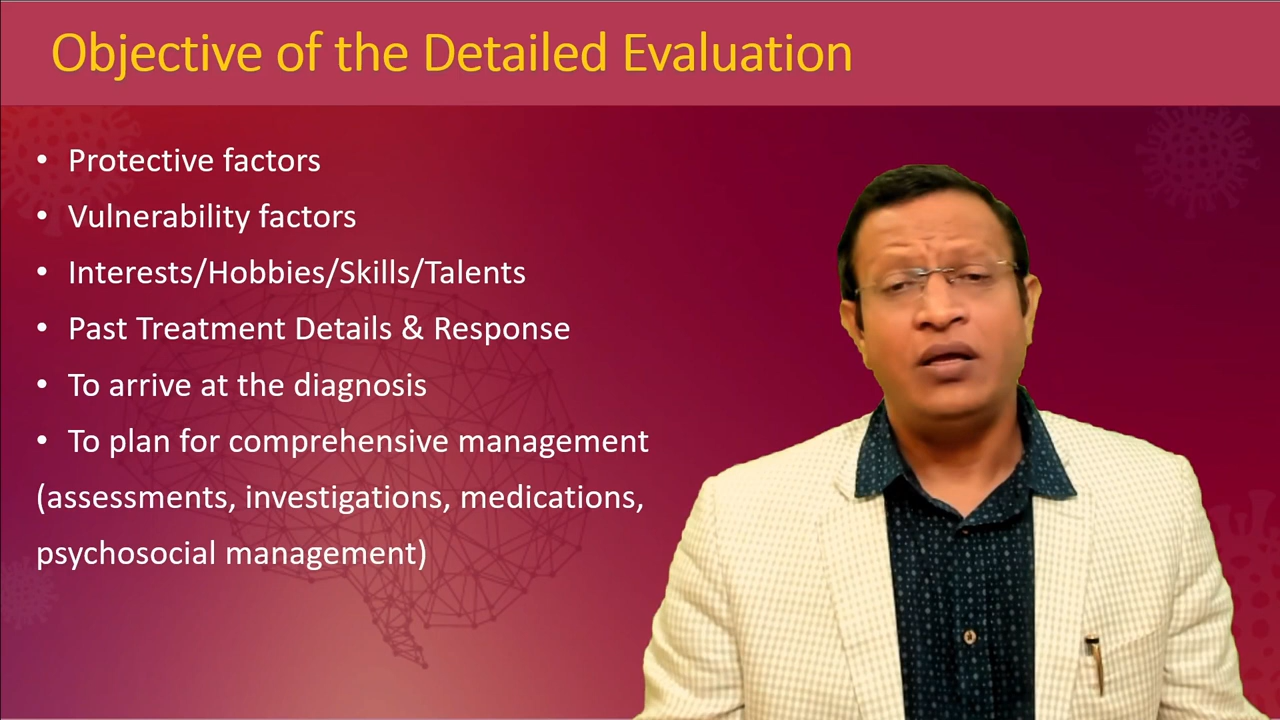 Objective of the Detailed Evaluation
• Protective factors
• Vulnerability factors
• Interests/Hobbies/Skills/Talents
• Past Treatment Details & Response
• To arrive at the diagnosis
• To plan for comprehensive management
(assessments, investigations, medications,
psychosocial management)